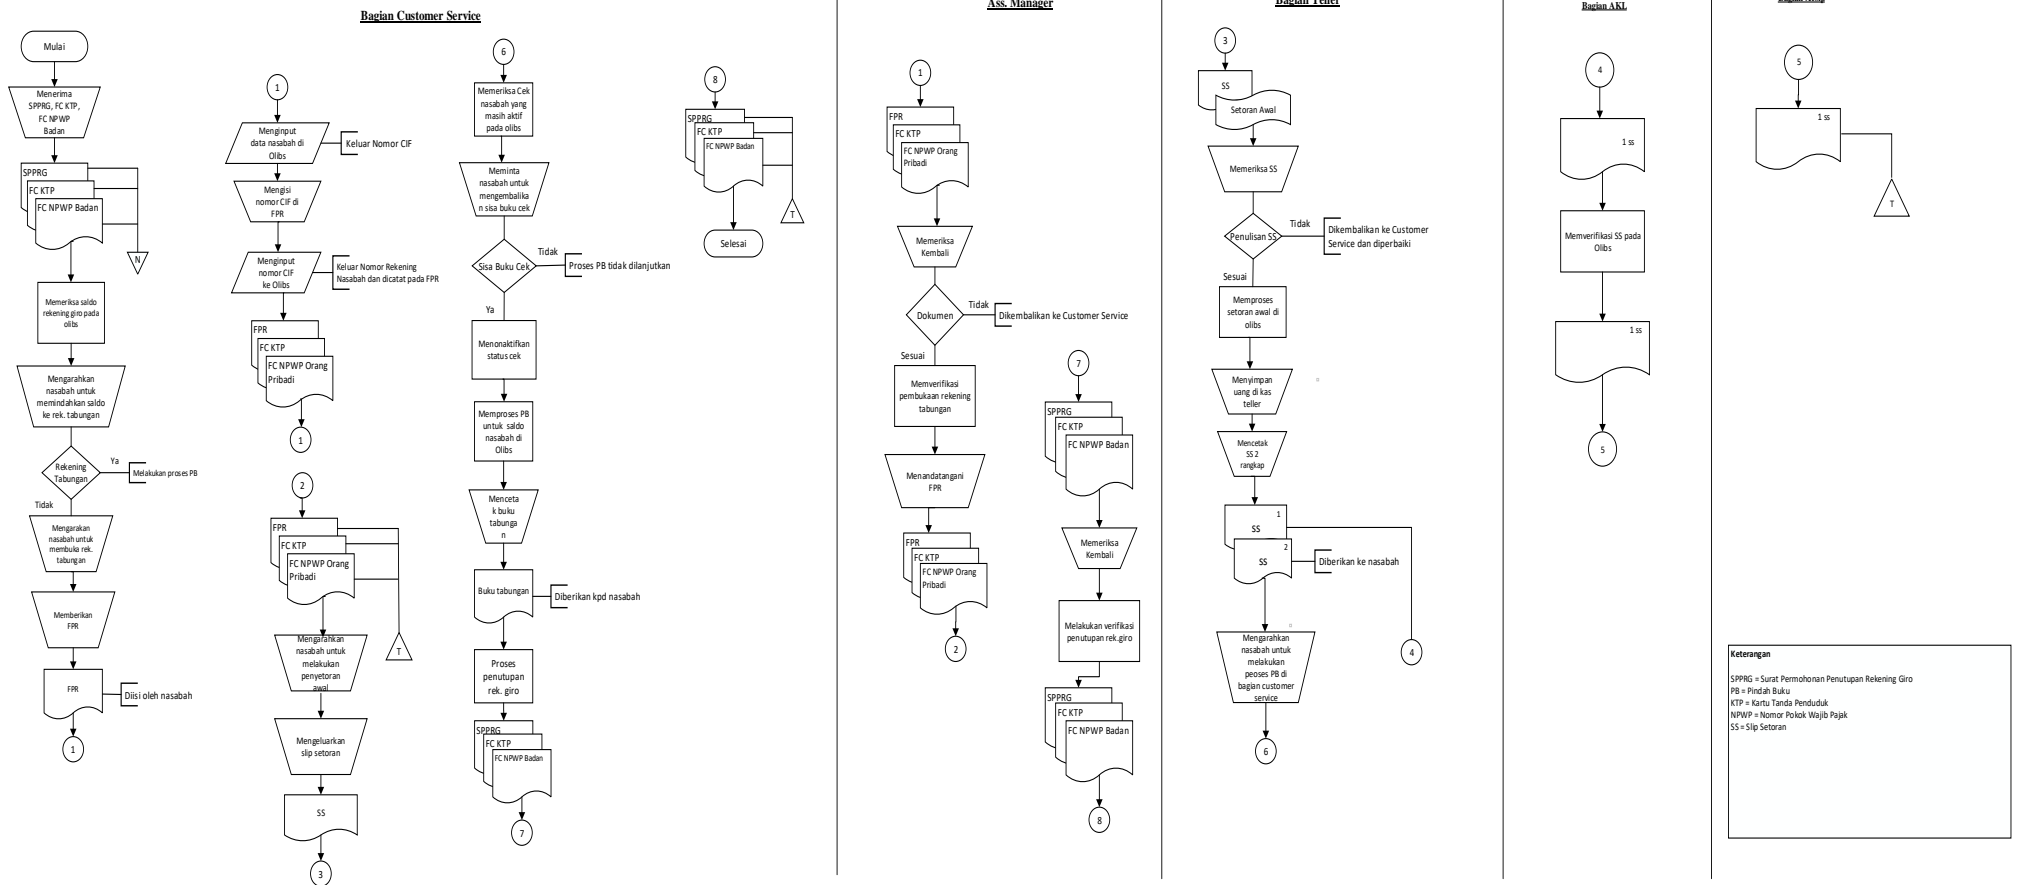 Bagian Customer Service
Mulai
Menerima
SPPRG, FC KTP,
FC NPWP
Badan
SPPRG
FC KTP
FC NPWP Badan
N
Memeriksa saldo
rekening giro pada
olibs
Mengarahkan
nasabah untuk
memindahkan saldo
ke rek. tabungan
Rekening
Tabungan
Ya
Melakukan proses PB
Tidak
Mengarakan
nasabah untuk
membuka rek.
tabungan
Memberikan
FPR
FPR
Diisi oleh nasabah
1
1
Menginput
data nasabah di
Olibs
Keluar Nomor CIF
Mengisi
nomor CIF di
FPR
Menginput
nomor CIF
ke Olibs
Keluar Nomor Rekening
Nasabah dan dicatat pada FPR
FPR
FC KTP
FC NPWP Orang
Pribadi
1
2
FPR
FC KTP
FC NPWP Orang
Pribadi
T
Mengarahkan
nasabah untuk
melakukan
penyetoran
awal
Mengeluarkan
slip setoran
SS
3
6
Memeriksa Cek
nasabah yang
masih aktif
pada olibs
Meminta
nasabah untuk
mengembalika
n sisa buku cek
Sisa Buku Cek
Tidak
Proses PB tidak dilanjutkan
Ya
Menonaktifkan
status cek
Memproses PB
untuk saldo
nasabah di
Olibs
Menceta
k buku
tabunga
n
Buku tabungan
Diberikan kpd nasabah
Proses
penutupan
rek. giro
SPPRG
FC KTP
FC NPWP Badan
7
8
SPPRG
FC KTP
FC NPWP Badan
T
Selesai
Ass. Manager
1
FPR
FC KTP
FC NPWP Orang
Pribadi
Memeriksa
Kembali
Dokumen
Tidak
Dikembalikan ke Customer Service
Sesuai
Memverifikasi
pembukaan rekening
tabungan
Menandatangani
FPR
FPR
FC KTP
FC NPWP Orang
Pribadi
2
7
SPPRG
FC KTP
FC NPWP Badan
Memeriksa
Kembali
Melakukan verifikasi
penutupan rek.giro
SPPRG
FC KTP
FC NPWP Badan
8
Bagian Teller
3
SS
Setoran Awal
Memeriksa SS
Penulisan SS
Tidak
Dikembalikan ke Customer
Service dan diperbaiki
Sesuai
Memproses
setoran awal di
olibs
Menyimpan
uang di kas
teller
Mencetak
SS 2
rangkap
1
SS
2
SS
Diberikan ke nasabah
Mengarahkan
nasabah untuk
melakukan
peoses PB di
bagian customer
service
4
6
Bagian AKL
4
1 ss
Memverifikasi SS pada
Olibs
1 ss
5
5
1 ss
T
Keterangan
SPPRG = Surat Permohonan Penutupan Rekening Giro
PB = Pindah Buku
KTP = Kartu Tanda Penduduk
NPWP = Nomor Pokok Wajib Pajak
SS = Slip Setoran